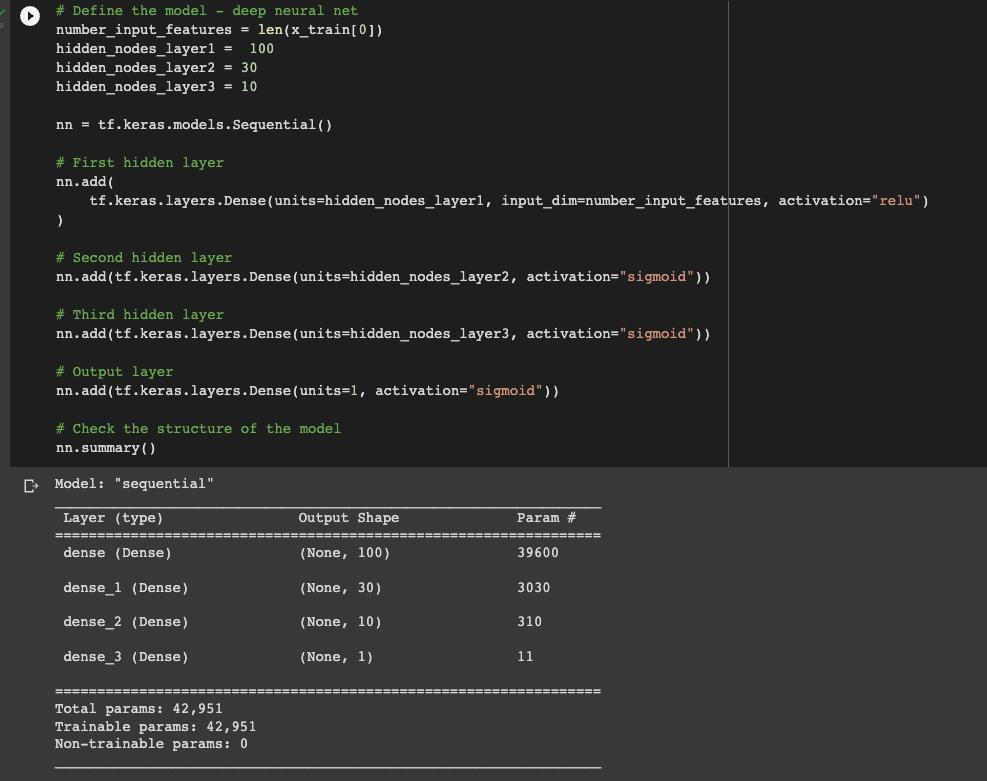 # Define the model - deep neural net
number_input_features = len(x_train[0])
hidden_nodes_layer1 =  100
hidden_nodes_layer2 = 30
hidden_nodes_layer3 = 10
nn = tf.keras.models.Sequential()
# First hidden layer
nn.add(
    tf.keras.layers.Dense(units=hidden_nodes_layer1, input_dim=number_input_features, activation="relu")
)
# Second hidden layer
nn.add(tf.keras.layers.Dense(units=hidden_nodes_layer2, activation="sigmoid"))
# Third hidden layer
nn.add(tf.keras.layers.Dense(units=hidden_nodes_layer3, activation="sigmoid"))
# Output layer
nn.add(tf.keras.layers.Dense(units=1, activation="sigmoid"))
# Check the structure of the model
nn.summary()
Model: "sequential"
Layer (type) Output Shape Param #
dense (Dense) (None, 100) 39600
dense_1 (Dense) (None, 30) 3030
dense_2 (Dense) (None, 10) 310
dense_3 (Dense) (None, 1) 11
Total params: 42,951
Trainable params: 42,951
Non-trainable params: 0